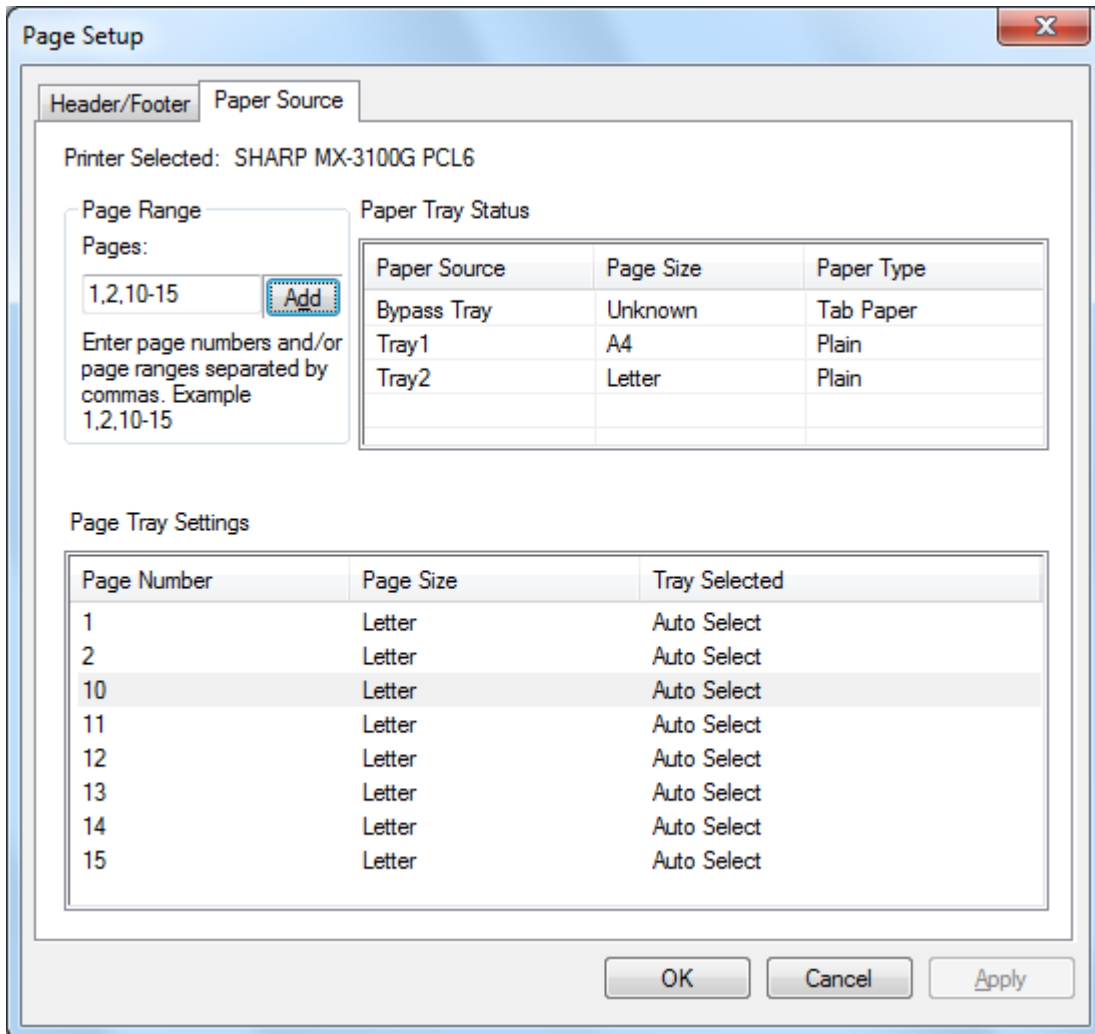 Page Setup
Header/Footer Paper Source
Printer Selected: SHARP MX-3100G PCL6
Page Range
Pages:
1,2,10-15 Add
Enter page numbers and/or
page ranges separated by
commas. Example
1,2,10-15
Paper Tray Status
Paper Source Page Size Paper Type
Bypass Tray Unknown Tab Paper
Tray1 A4 Plain
Tray2 Letter Plain
Page Tray Settings
Page Number Page Size Tray Selected
1 Letter Auto Select
2 Letter Auto Select
10 Letter Auto Select
11 Letter Auto Select
12 Letter Auto Select
13 Letter Auto Select
14 Letter Auto Select
15 Letter Auto Select
OK Cancel Apply